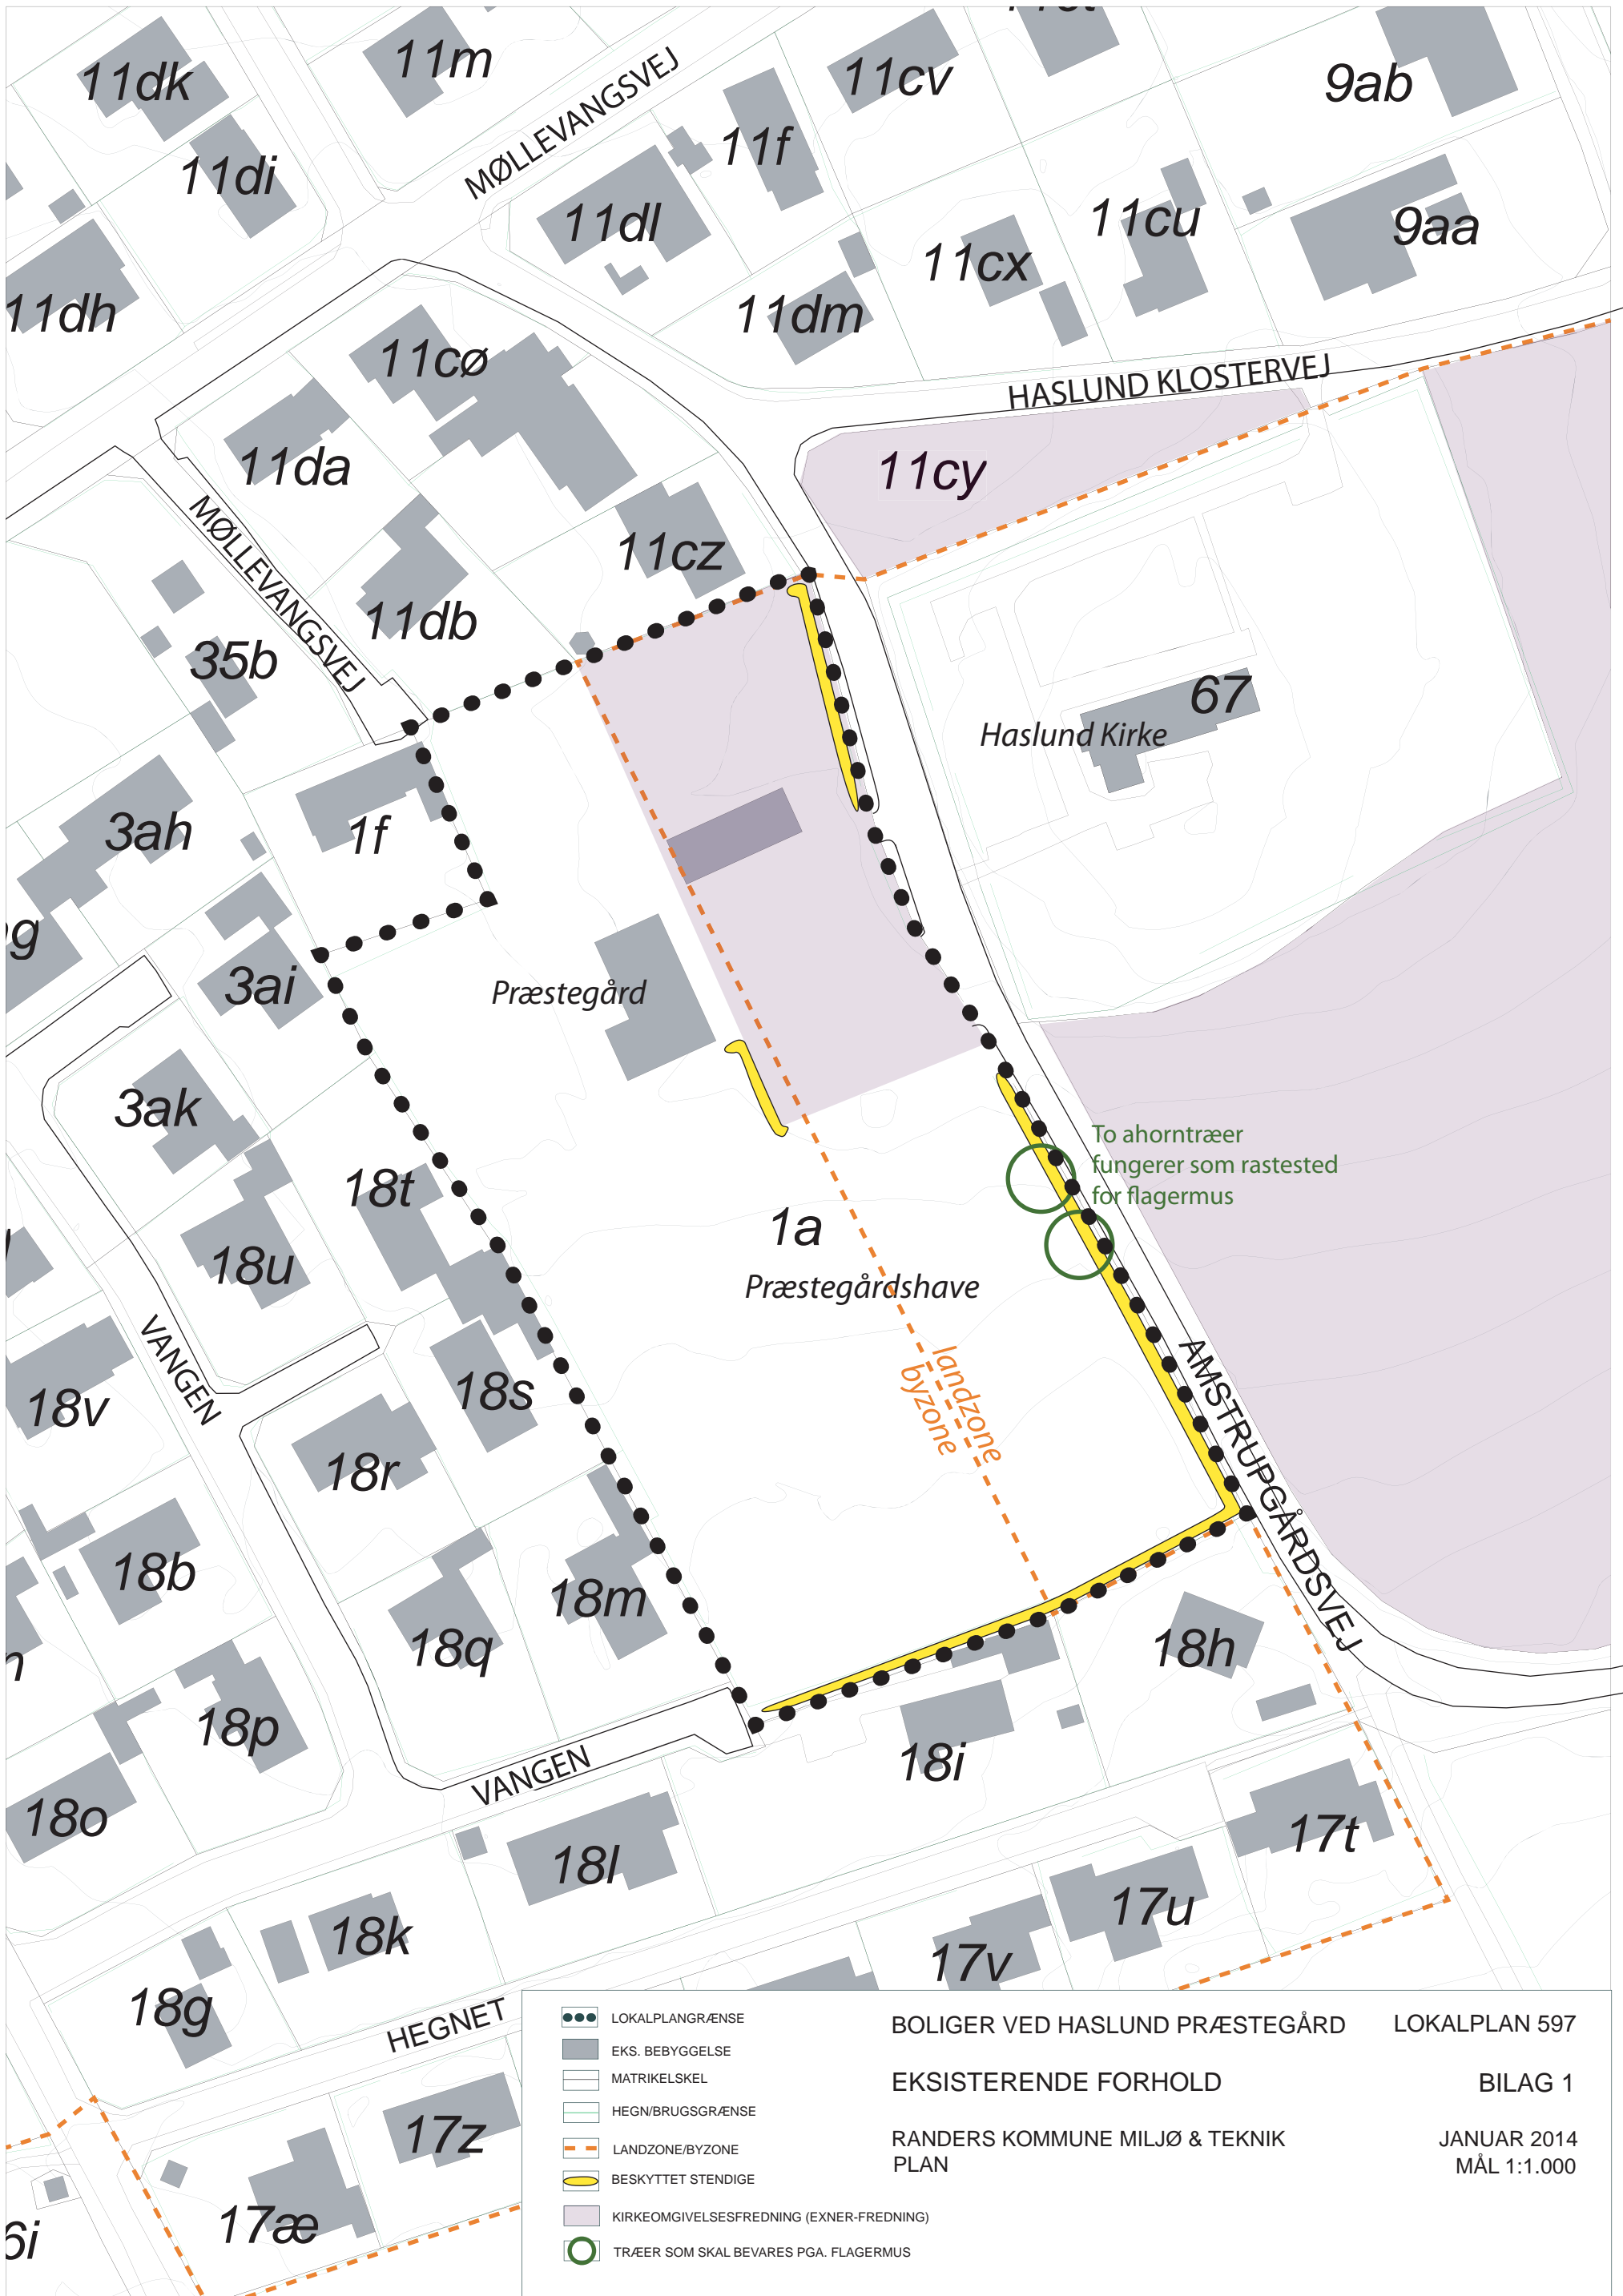 11dk
11m
MØLLEVANGSVEJ
11cv
9ab
11f
11di
11dl
11cu
9aa
11cx
11dh
11dm
11cø
HASLUND KLOSTERVEJ
11da
11cy
MØLLEVANGSVEJ
11cz
11db
35b
67
Haslund Kirke
3ah
1f
3ai
Præstegård
3ak
To ahorntræer
fungerer som rastested
for flagermus
18t
1a
18u
Præstegårdshave
VANGEN
landzone
byzone
18v
18s
AMSTRUPGÅRDSVEJ
18r
18b
18m
18q
18h
18p
18i
VANGEN
18o
17t
18l
17u
18k
17v
18g
HEGNET
17z
17æ
6i
LOKALPLANGRÆNSE
EKS. BEBYGGELSE
MATRIKELSKEL
HEGN/BRUGSGRÆNSE
LANDZONE/BYZONE
BESKYTTET STENDIGE
KIRKEOMGIVELSESFREDNING (EXNER-FREDNING)
TRÆER SOM SKAL BEVARES PGA. FLAGERMUS
BOLIGER VED HASLUND PRÆSTEGÅRD
LOKALPLAN 597
EKSISTERENDE FORHOLD
BILAG 1
RANDERS KOMMUNE MILJØ & TEKNIK
PLAN
JANUAR 2014
MÅL 1:1.000